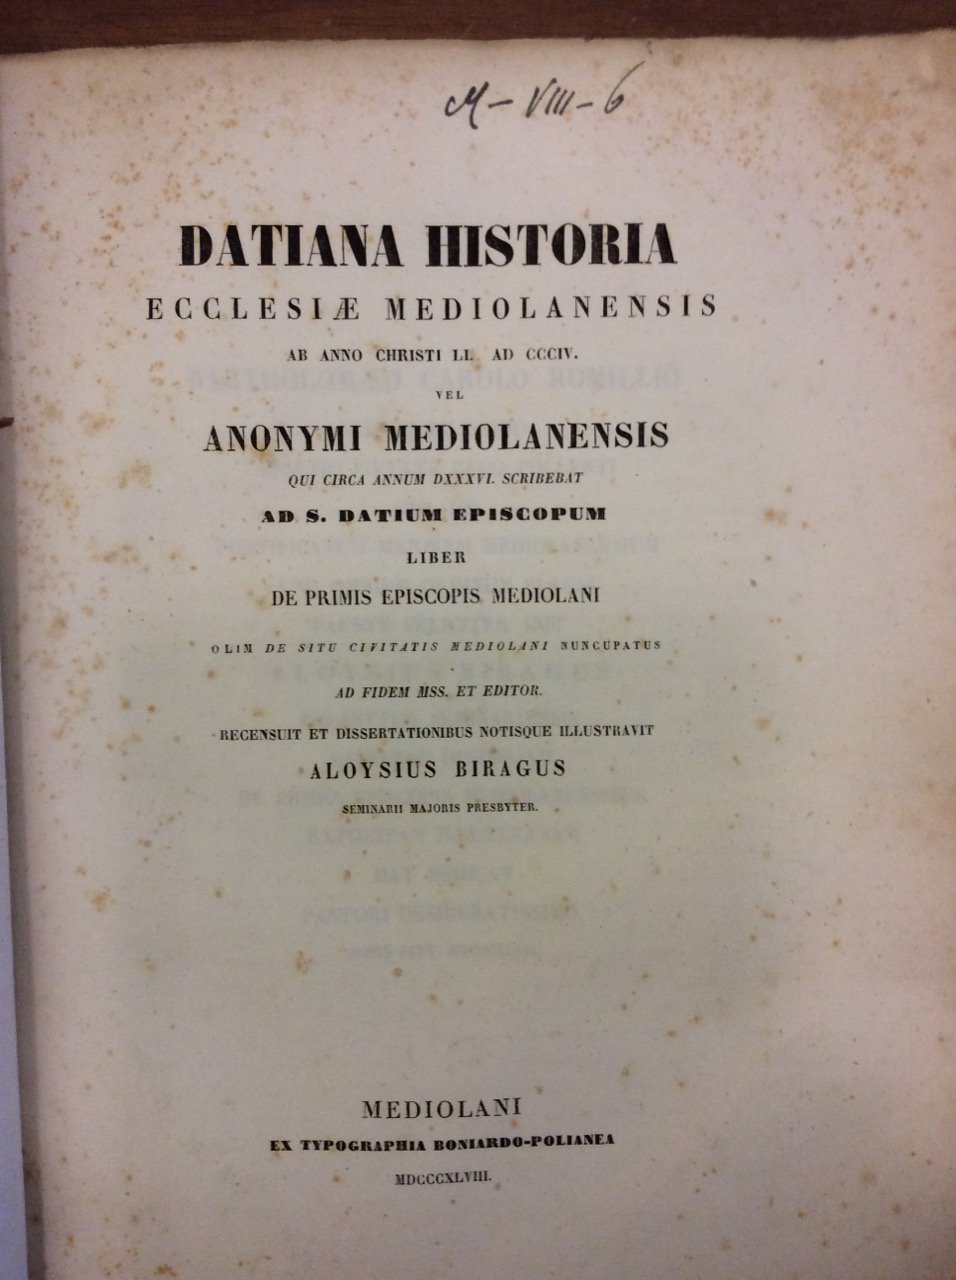 M - VIII - 6
DATIANA HISTORIA
ECCLESIÆ MEDIOLANENSIS
AB ANNO CHRISTI LI. AD CCCIV.
VEL
ANONYMI MEDIOLANENSIS
QUI CIRCA ANNUM DXXXVI. SCRIBEBAT
AD S. DATIUM EPISCOPUM
LIBER
DE PRIMIS EPISCOPIS MEDIOLANI
OLIM DE SITU CIVITATIS MEDIOLANI NUNCUPATUS
AD FIDEM MSS. ET EDITOR.
RECENSUIT ET DISSERTATIONIBUS NOTISQUE ILLUSTRAVIT
ALOYSIUS BIRAGUS
SEMINARII MAJORIS PRESBYTER.
MEDIOLANI
EX TYPOGRAPHIA BONIARDO-POLIANEA
MDCCCXLVIII.